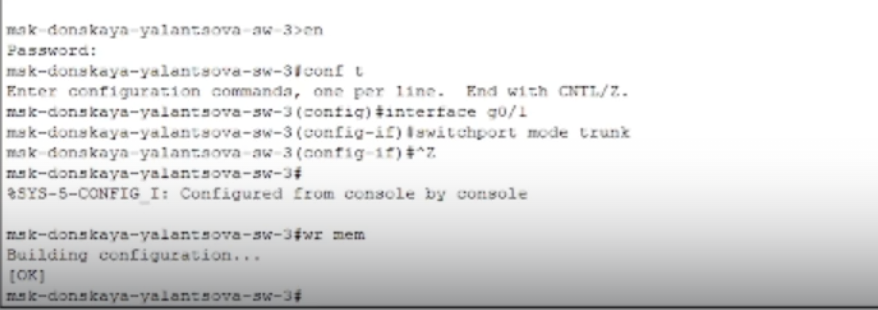 msk-donskaya-yalantsova-sw-3>en
Password:
msk-donskaya-yalantsova-sw-3#conf t
Enter configuration commands, one per line.  End with CNTL/Z.
msk-donskaya-yalantsova-sw-3(config)#interface g0/1
msk-donskaya-yalantsova-sw-3(config-if)#switchport mode trunk
msk-donskaya-yalantsova-sw-3(config-if)#^Z
msk-donskaya-yalantsova-sw-3#
%SYS-5-CONFIG_I: Configured from console by console
msk-donskaya-yalantsova-sw-3#wr mem
Building configuration...
[OK]
msk-donskaya-yalantsova-sw-3#